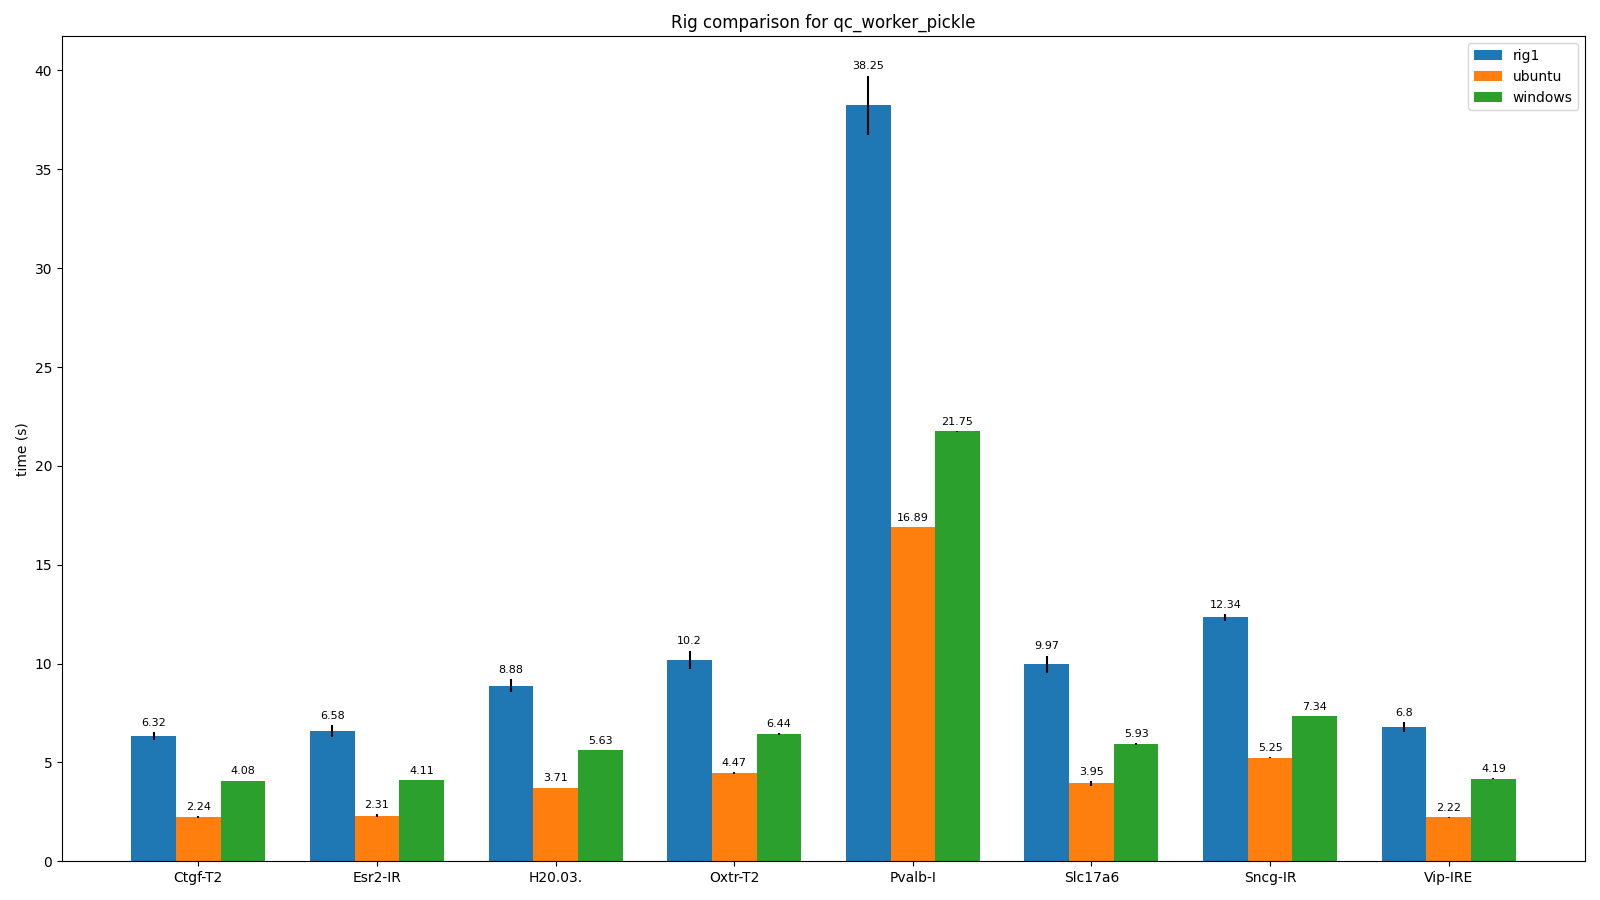 Rig comparison for qc_worker_pickle
rig1
ubuntu
windows
time (s)
40
35
30
25
20
15
10
5
0
6.32
2.24
4.08
6.58
2.31
4.11
8.88
3.71
5.63
10.2
4.47
6.44
38.25
16.89
21.75
9.97
3.95
5.93
12.34
5.25
7.34
6.8
2.22
4.19
Ctgf-T2
Esr2-IR
H20.03.
Oxtr-T2
Pvalb-I
Slc17a6
Sncg-IR
Vip-IRE